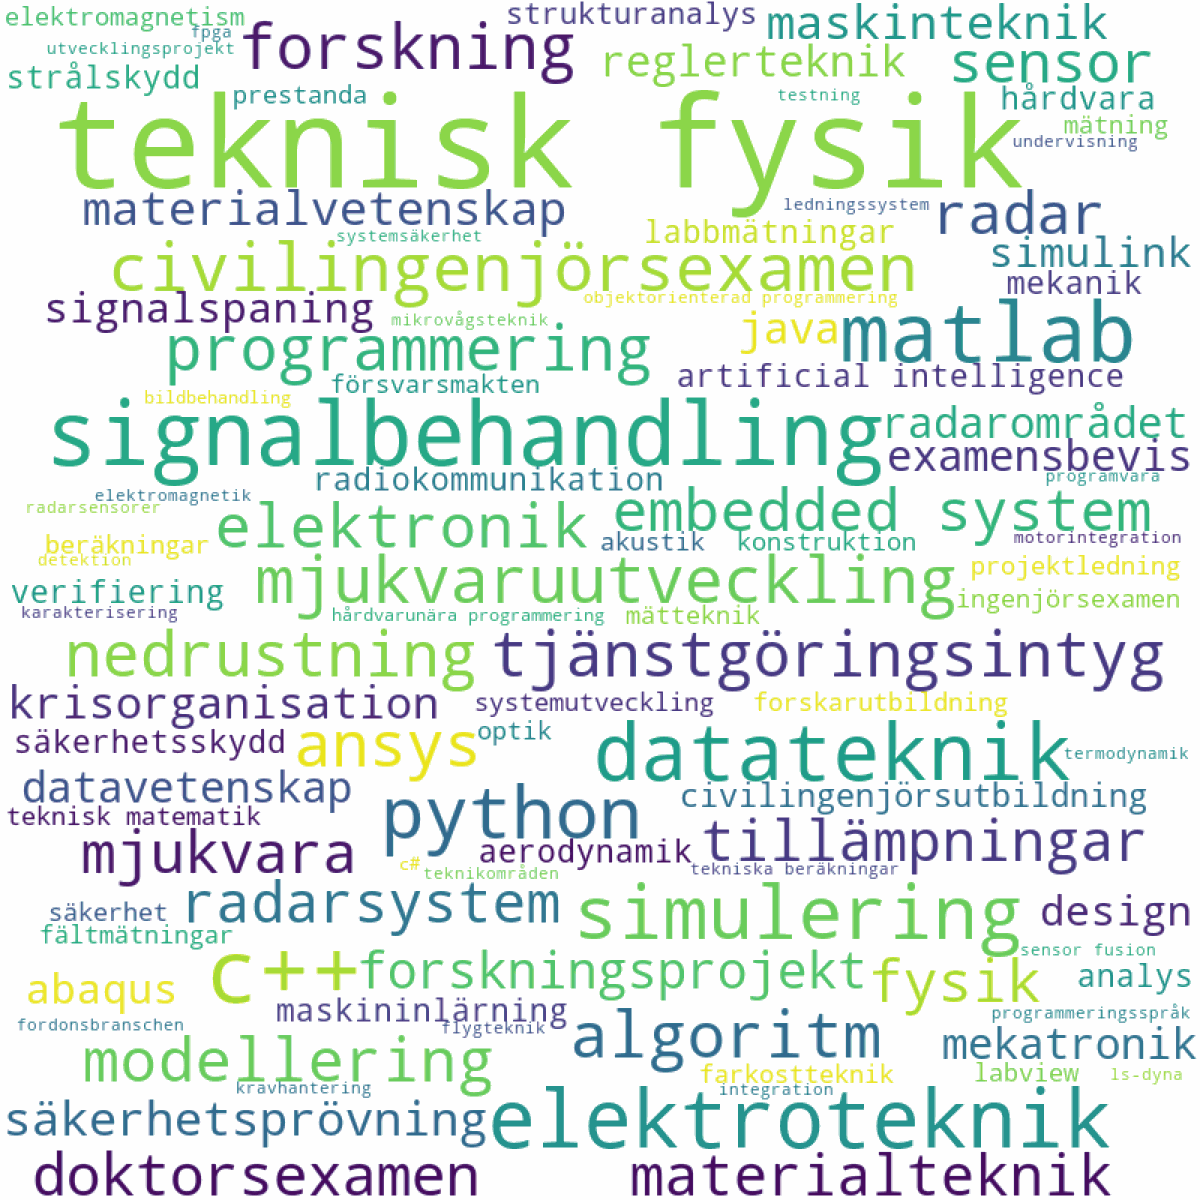 elektromagnetism
fpga
strukturanalys
maskinteknik
utvecklingsprojekt
forskning
reglerteknik
sensor
strålskydd
prestanda
testning
hårdvara
teknisk fysik
mätning
undervisning
materialvetenskap
ledningssystem
radar
systemsäkerhet
labbmätningar
simulink
civilingenjörsexamen
mekanik
objektorienterad programmering
signalspaning
mikrovågsteknik
java
matlab
programmering
försvarsmakten
artificial intelligence
bildbehandling
signalbehandling
radarområdet
examensbevis
radiokommunikation
programvara
elektromagnetik
radarsensorer
elektronik
embedded system
beräkningar
akustik
konstruktion
motorintegration
detektion
mjukvaruutveckling
projektledning
verifiering
ingenjörsexamen
karakterisering
hårdvarunära programmering
mätteknik
nedrustning
tjänstgöringsintyg
krisorganisation
systemutveckling
forskarutbildning
säkerhetsskydd
ansys
optik
datateknik
termodynamik
datavetenskap
python
civilingenjörsutbildning
teknisk matematik
mjukvara
aerodynamik
tillämpningar
c#
teknikområden
tekniska beräkningar
säkerhet
radarsystem
simulering
design
fältmätningar
sensor fusion
c++
forskningsprojekt
fysik
analys
abaqus
maskininlärning
programmeringsspråk
fordonsbranschen
flygteknik
algoritm
mekatronik
modellering
farkostteknik
labview
ls-dyna
kravhantering
integration
säkerhetsprövning
elektroteknik
doktorsexamen
materialteknik